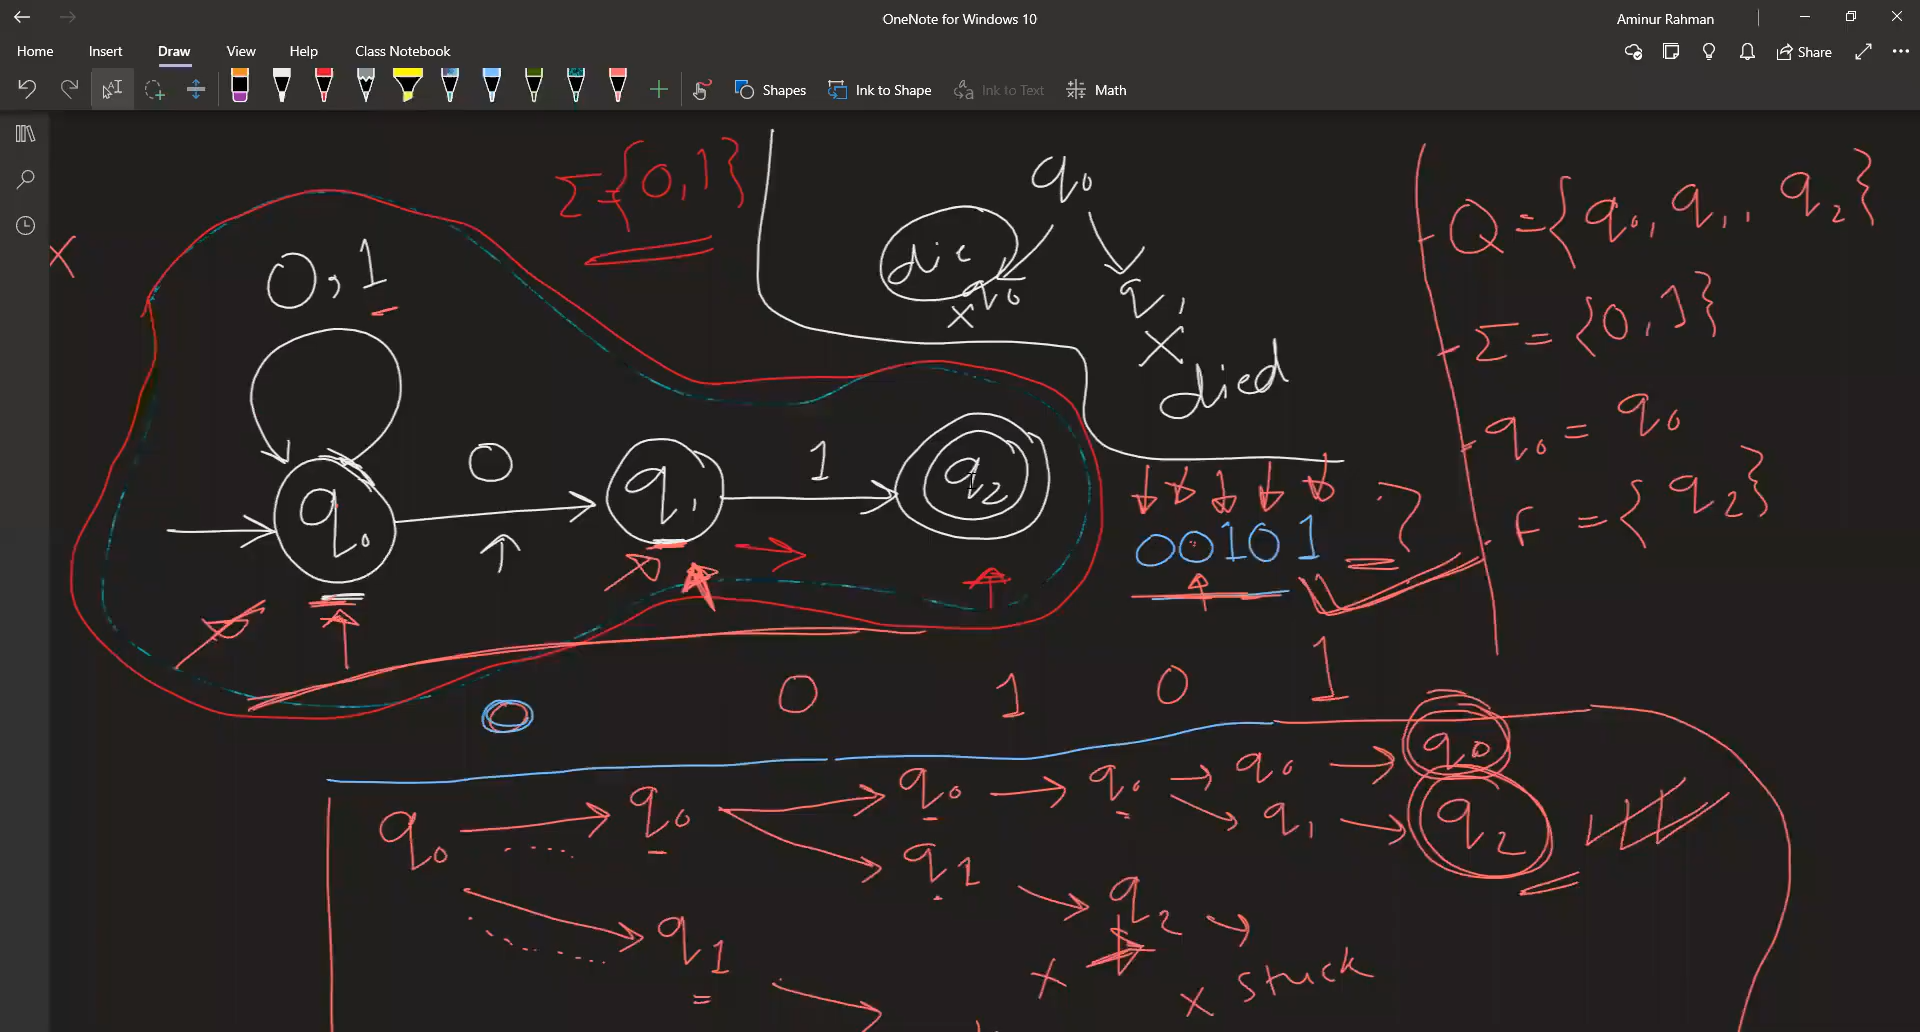 OneNote for Windows 10
Aminur Rahman
Home Insert Draw View Help Class Notebook
Share
Shapes Ink to Shape Ink to Text Math
X
Σ={0,1}
0,1
q₀
0
q₁
1
q₂
q₀
die
q₀
x
q₁
X
died
00101
?
Q={q₀, q₁, q₂}
Σ={0,1}
q₀ = q₀
F = {q₂}
0 0 1 0 1
q₀ → q₀ → q₀ → q₀ → q₀ → q₀
q₁ → q₂
q₁ → q₂ →
x
x stuck
q₁ →